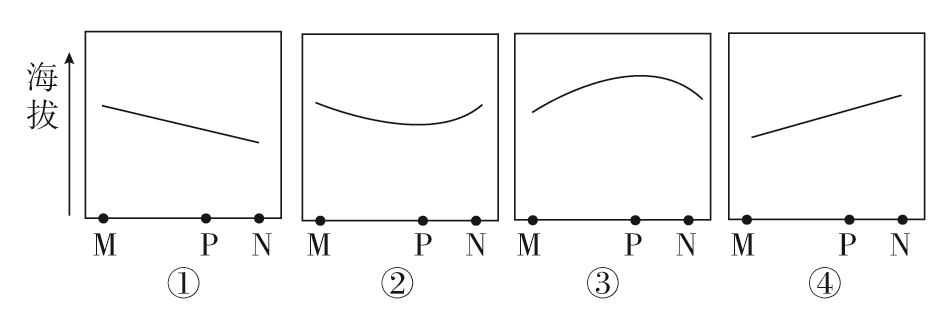 海拔
M P N M P N M P N M P N
① ② ③ ④